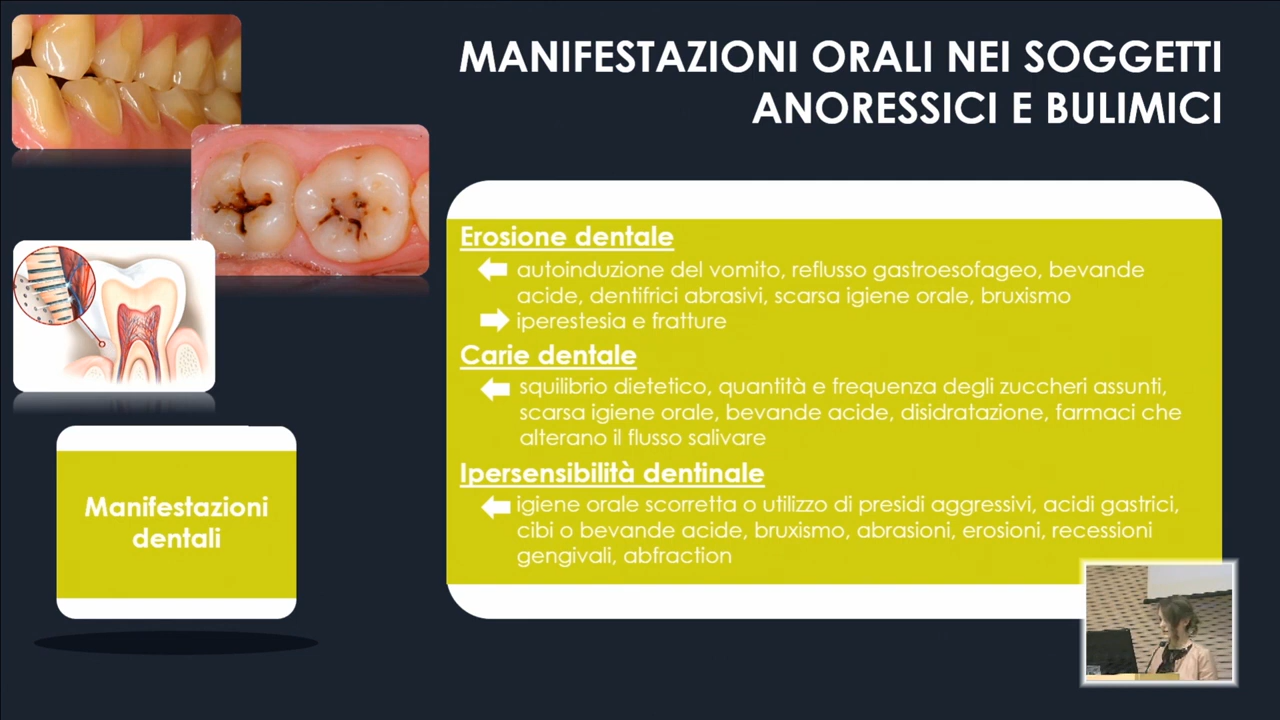 MANIFESTAZIONI ORALI NEI SOGGETTI
ANORESSICI E BULIMICI
Erosione dentale
autoinduzione del vomito, reflusso gastroesofageo, bevande
acide, dentifrici abrasivi, scarsa igiene orale, bruxismo
iperestesia e fratture
Carie dentale
squilibrio dietetico, quantità e frequenza degli zuccheri assunti,
scarsa igiene orale, bevande acide, disidratazione, farmaci che
alterano il flusso salivare
Ipersensibilità dentinale
igiene orale scorretta o utilizzo di presidi aggressivi, acidi gastrici,
cibi o bevande acide, bruxismo, abrasioni, erosioni, recessioni
gengivali, abfraction
Manifestazioni
dentali